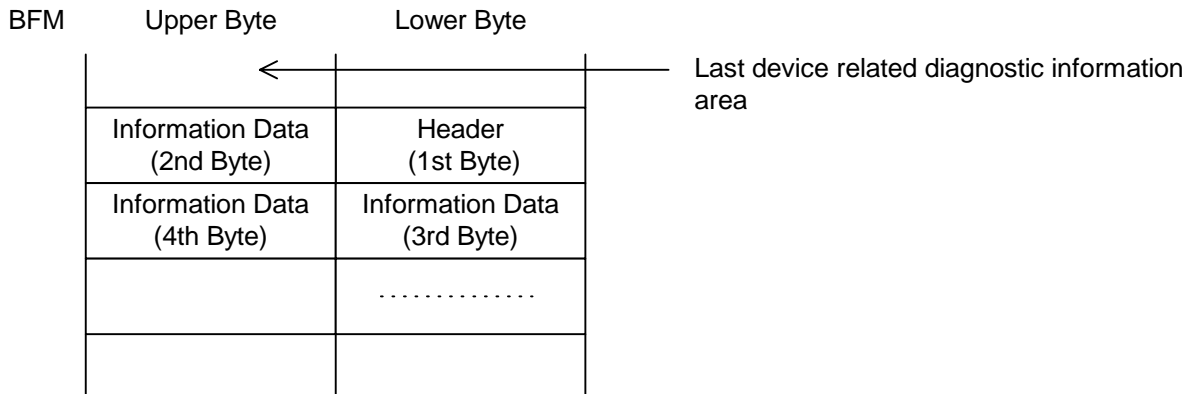 BFM Upper Byte Lower Byte
Last device related diagnostic information
area
Information Data Header
(2nd Byte) (1st Byte)
Information Data Information Data
(4th Byte) (3rd Byte)
..............